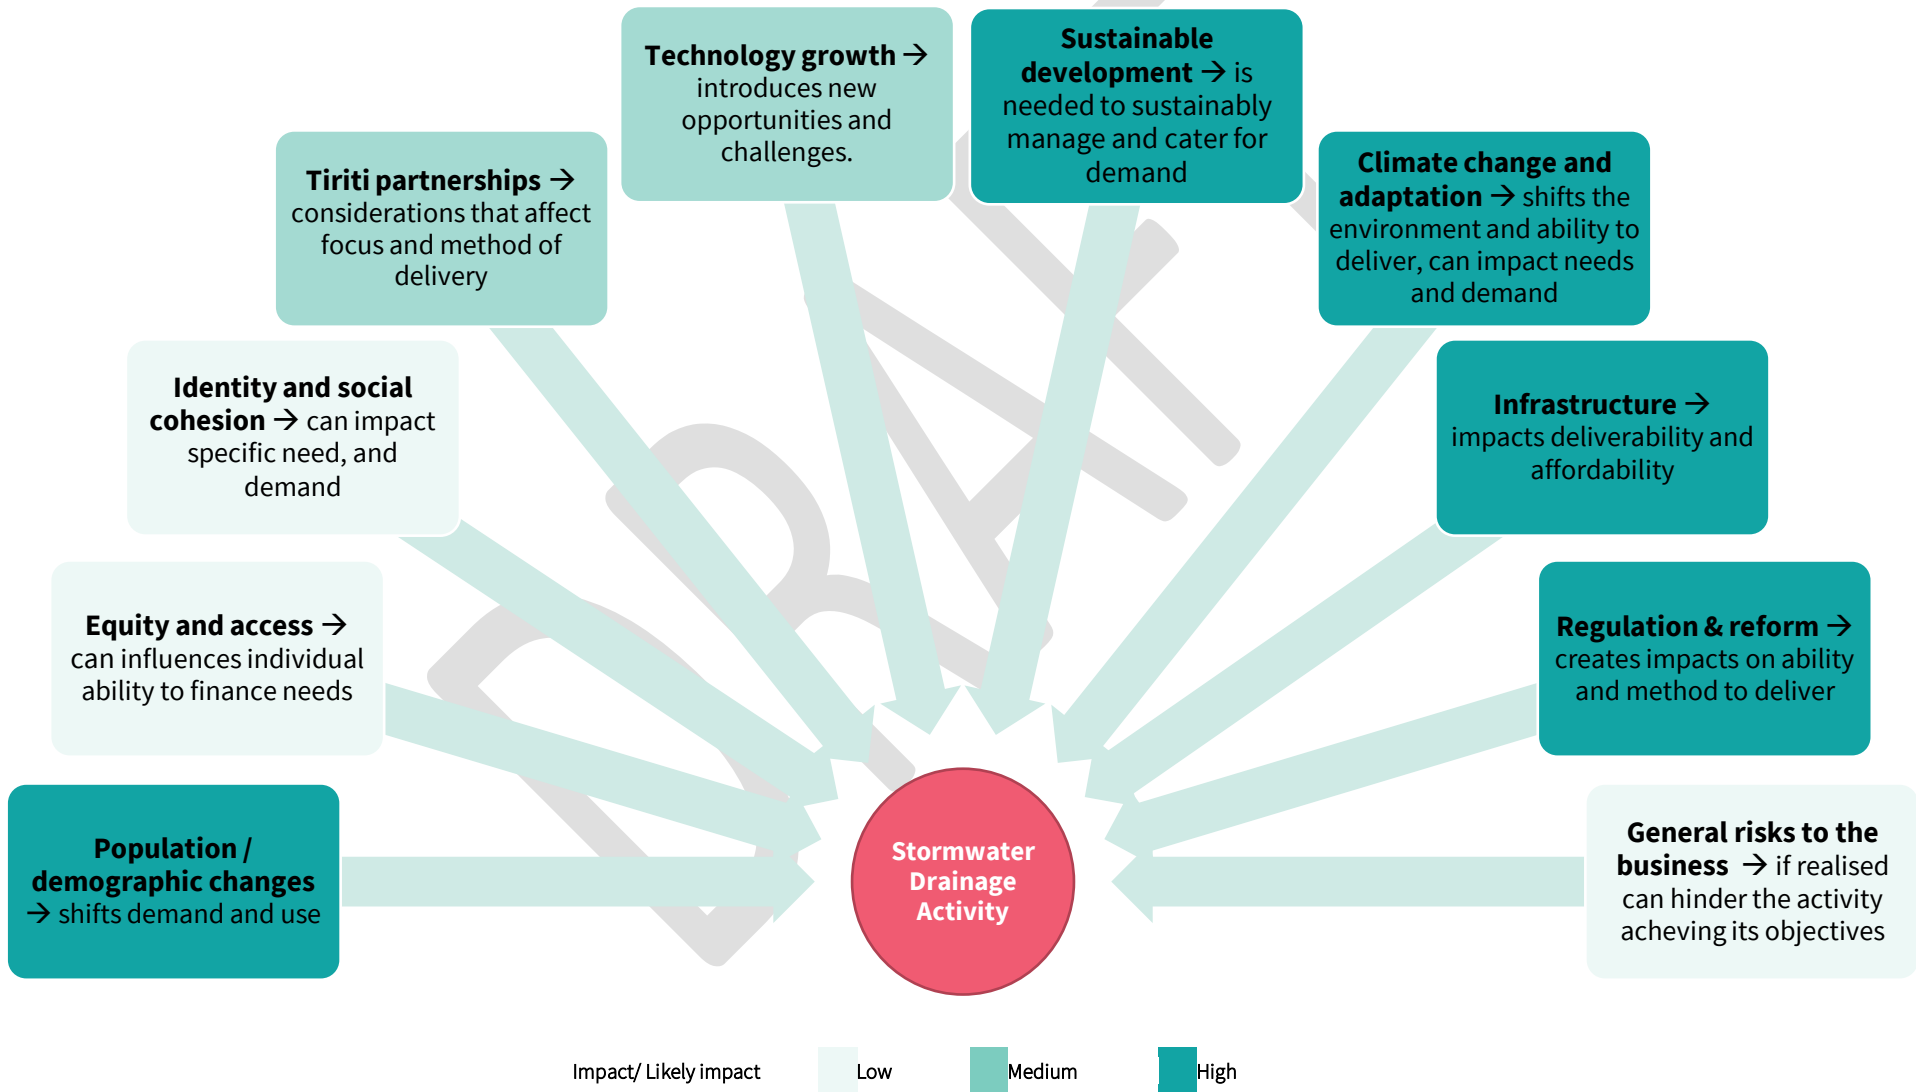 Technology growth →
introduces new
opportunities and
challenges.
Sustainable
development → is
needed to sustainably
manage and cater for
demand
Tiriti partnerships →
considerations that affect
focus and method of
delivery
Climate change and
adaptation → shifts the
environment and ability to
deliver, can impact needs
and demand
Identity and social
cohesion → can impact
specific need, and
demand
Infrastructure →
impacts deliverability and
affordability
Equity and access →
can influences individual
ability to finance needs
Regulation & reform →
creates impacts on ability
and method to deliver
Population /
demographic changes
→ shifts demand and use
General risks to the
business → if realised
can hinder the activity
acheving its objectives
Stormwater
Drainage
Activity
DRAFT
Impact/ Likely impact
Low
Medium
High